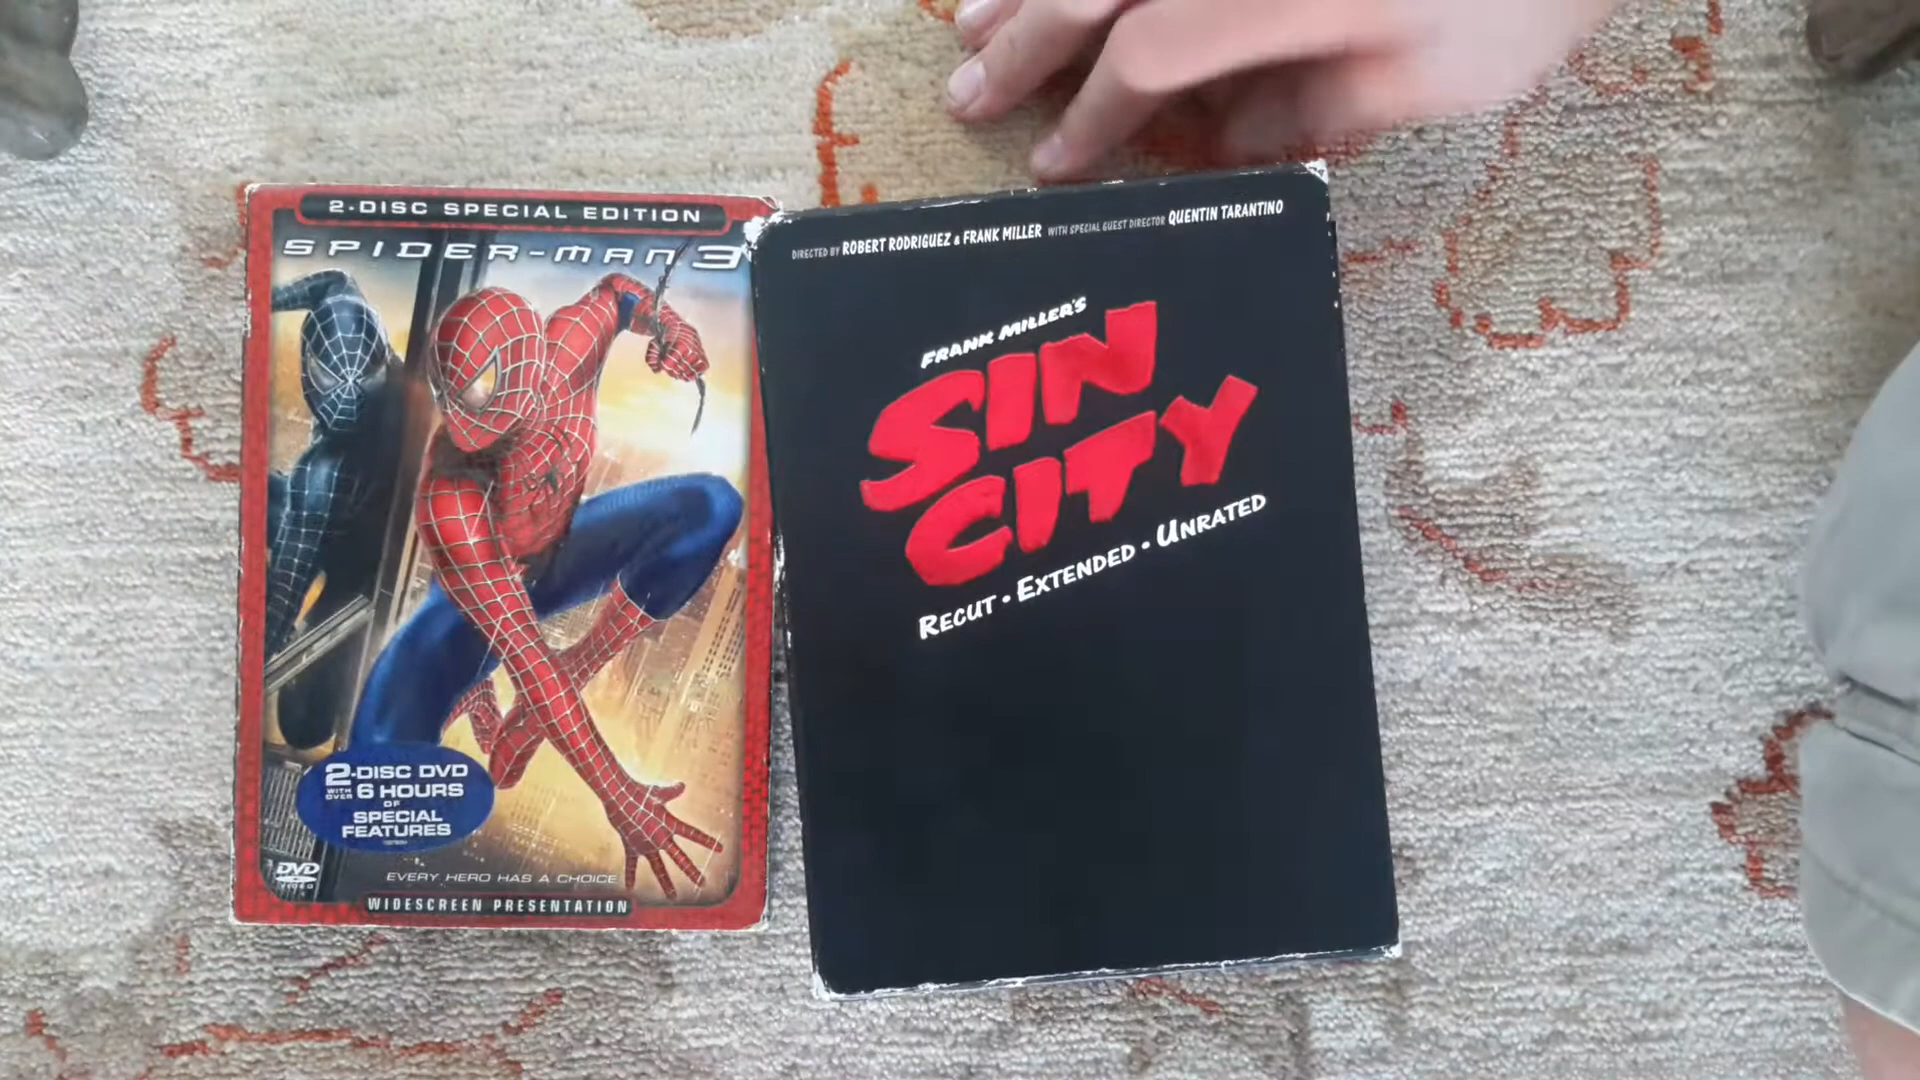 2-DISC SPECIAL EDITION
SPIDER-MAN 3
2-DISC DVD
WITH OVER 6 HOURS
OF
SPECIAL
FEATURES
DVD
VIDEO
EVERY HERO HAS A CHOICE
WIDESCREEN PRESENTATION
DIRECTED BY ROBERT RODRIGUEZ & FRANK MILLER WITH SPECIAL GUEST DIRECTOR QUENTIN TARANTINO
FRANK MILLER'S
SIN
CITY
RECUT • EXTENDED • UNRATED